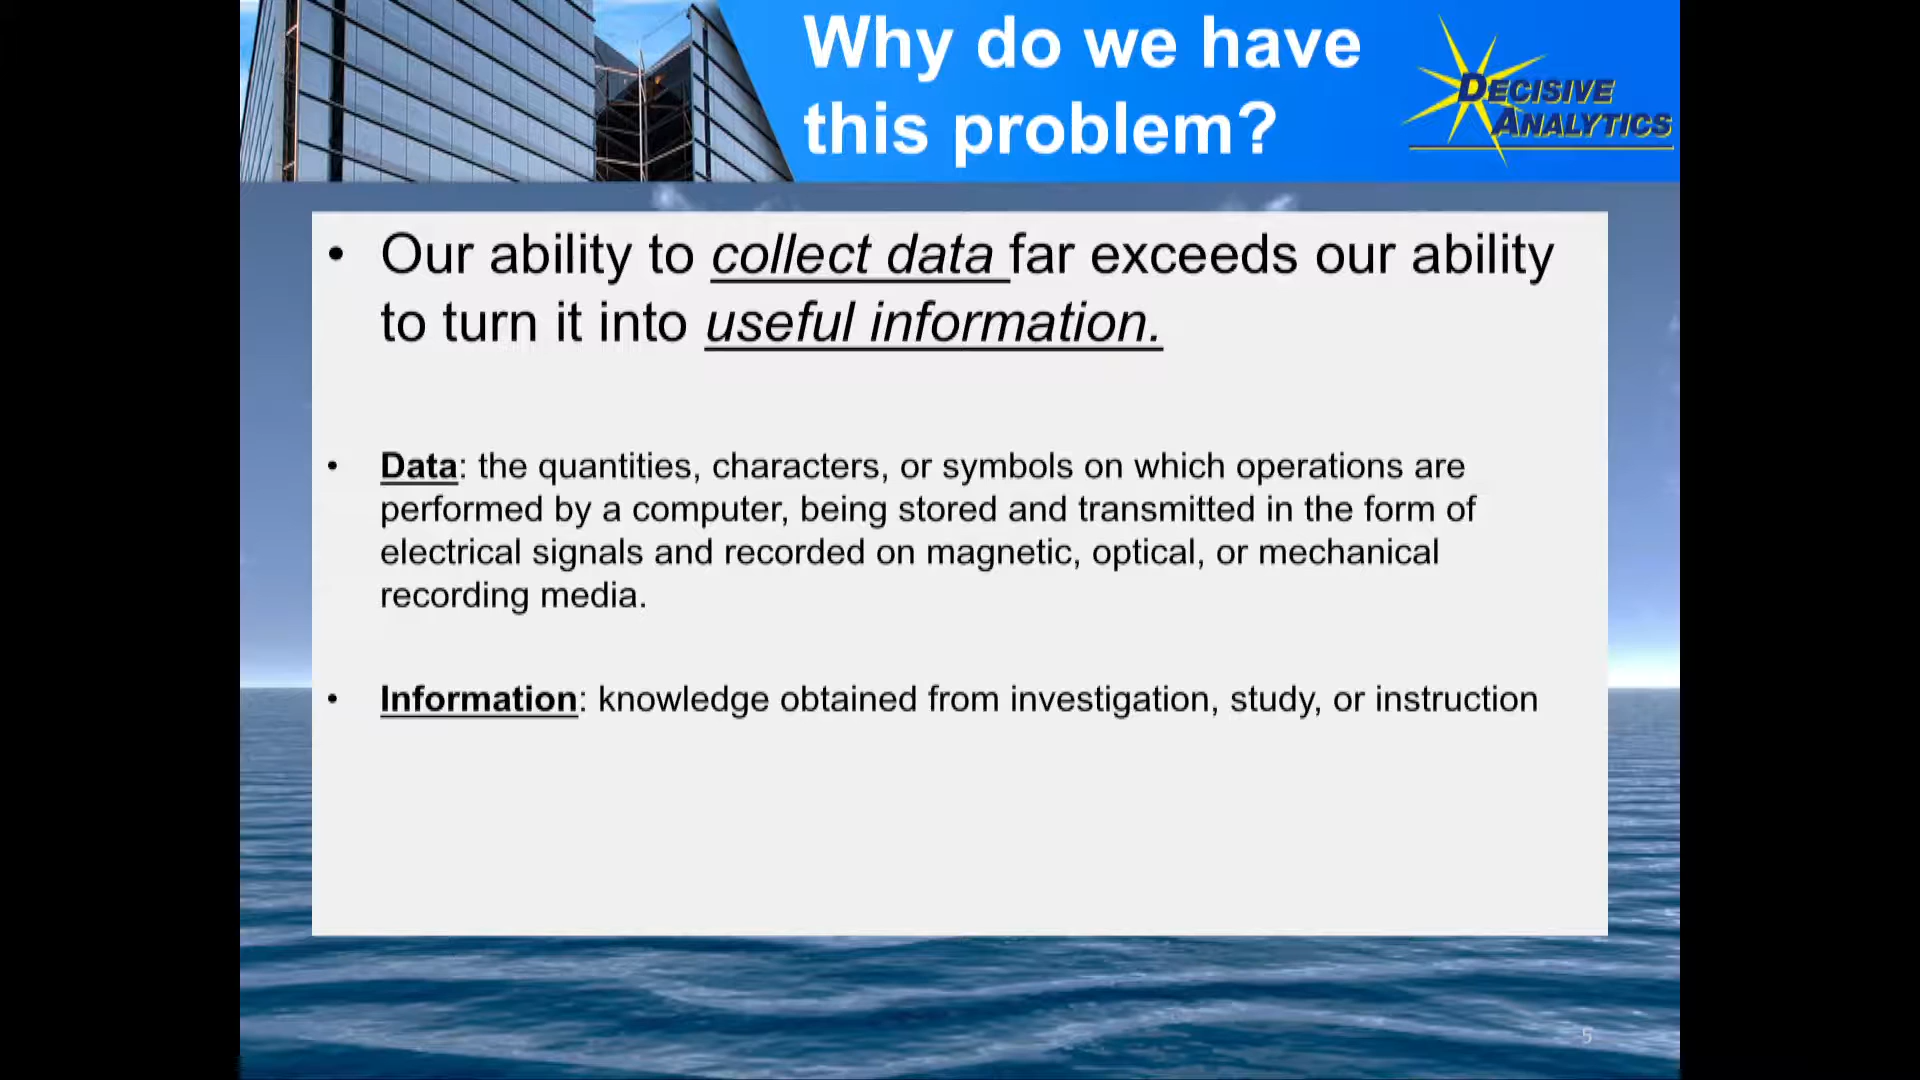 Why do we have
this problem?
DECISIVE
ANALYTICS
• Our ability to collect data far exceeds our ability
to turn it into useful information.
• Data: the quantities, characters, or symbols on which operations are
performed by a computer, being stored and transmitted in the form of
electrical signals and recorded on magnetic, optical, or mechanical
recording media.
• Information: knowledge obtained from investigation, study, or instruction
5